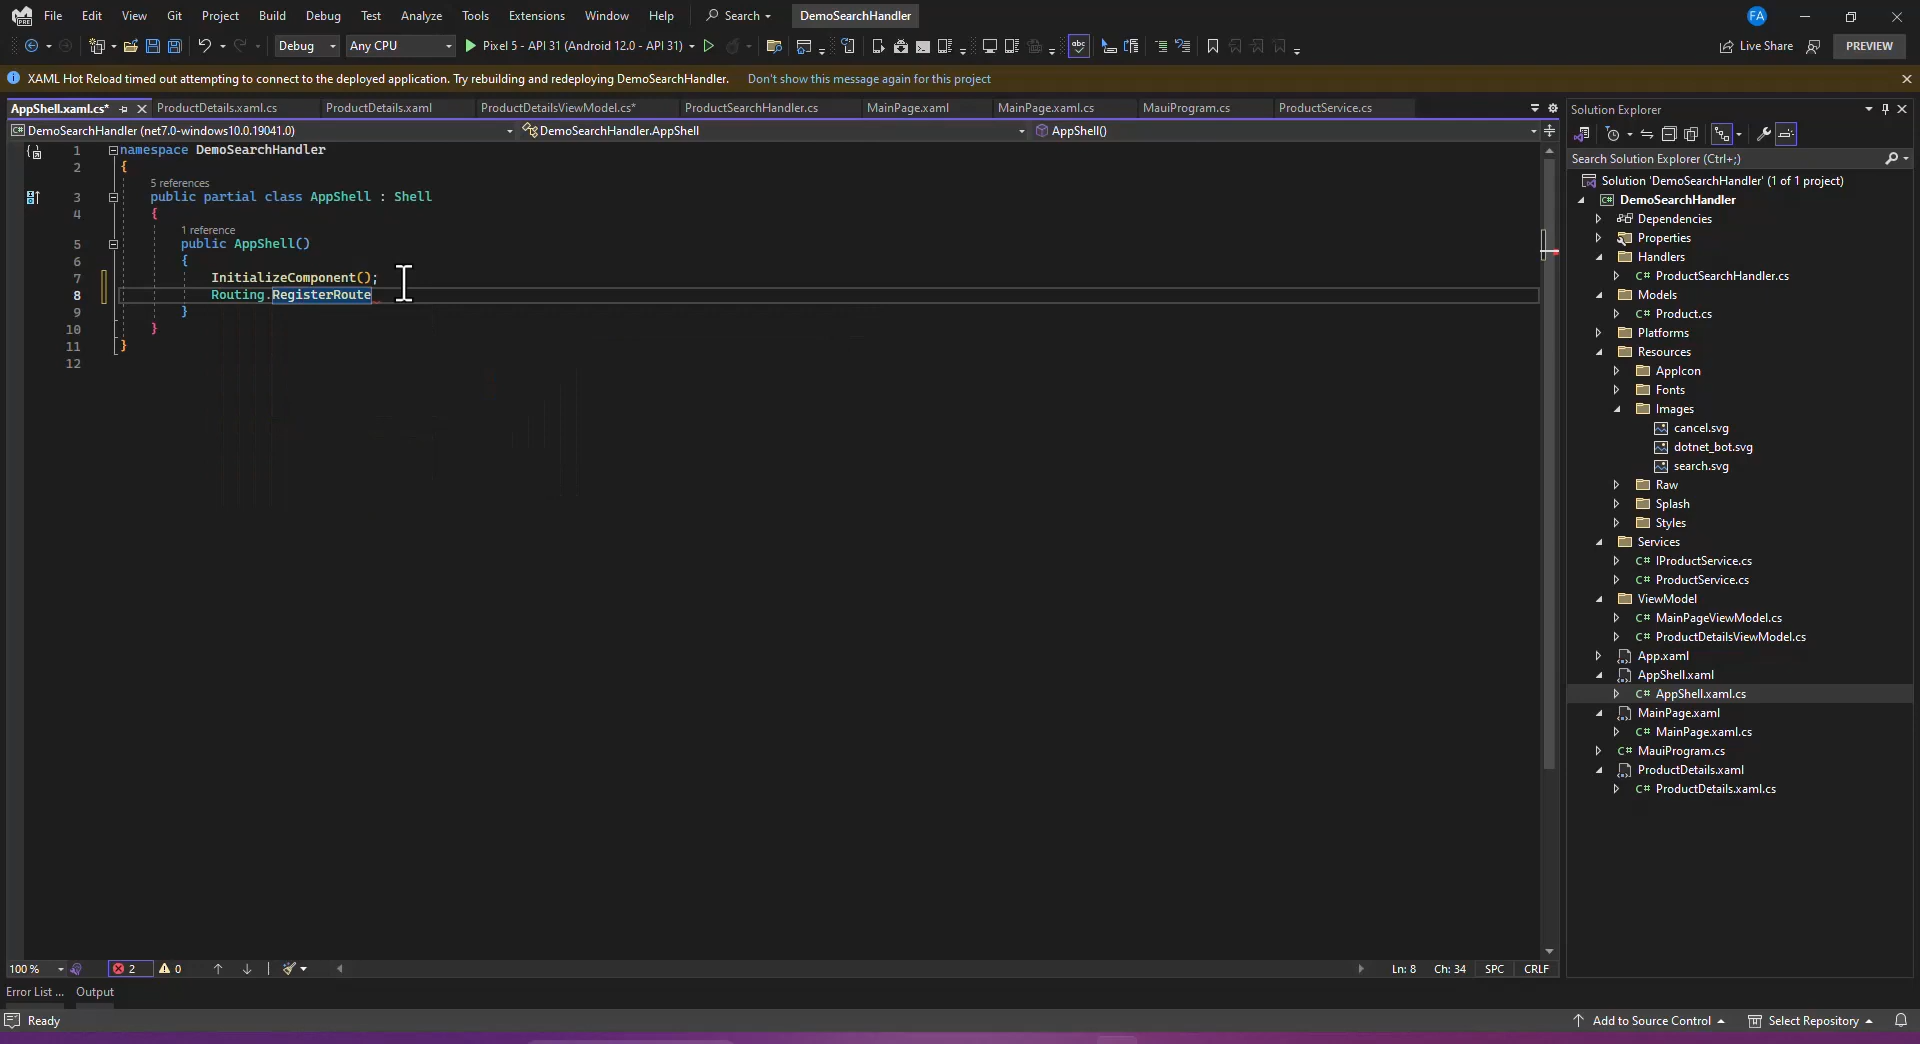 File Edit View Git Project Build Debug Test Analyze Tools Extensions Window Help Search DemoSearchHandler FA
Debug Any CPU Pixel 5 - API 31 (Android 12.0 - API 31) Live Share PREVIEW
XAML Hot Reload timed out attempting to connect to the deployed application. Try rebuilding and redeploying DemoSearchHandler. Don't show this message again for this project
AppShell.xaml.cs* ProductDetails.xaml.cs ProductDetails.xaml ProductDetailsViewModel.cs* ProductSearchHandler.cs MainPage.xaml MainPage.xaml.cs MauiProgram.cs ProductService.cs
DemoSearchHandler (net7.0-windows10.0.19041.0) DemoSearchHandler.AppShell AppShell()
1 namespace DemoSearchHandler
2 {
5 references
3 public partial class AppShell : Shell
4 {
1 reference
5 public AppShell()
6 {
7 InitializeComponent();
8 Routing.RegisterRoute
9 }
10 }
11 }
12
100 % 2 0 Ln: 8 Ch: 34 SPC CRLF
Error List ... Output
Solution Explorer
Search Solution Explorer (Ctrl+;)
Solution 'DemoSearchHandler' (1 of 1 project)
DemoSearchHandler
Dependencies
Properties
Handlers
C# ProductSearchHandler.cs
Models
C# Product.cs
Platforms
Resources
AppIcon
Fonts
Images
cancel.svg
dotnet_bot.svg
search.svg
Raw
Splash
Styles
Services
C# IProductService.cs
C# ProductService.cs
ViewModel
C# MainPageViewModel.cs
C# ProductDetailsViewModel.cs
App.xaml
AppShell.xaml
C# AppShell.xaml.cs
MainPage.xaml
C# MainPage.xaml.cs
C# MauiProgram.cs
ProductDetails.xaml
C# ProductDetails.xaml.cs
Ready Add to Source Control Select Repository